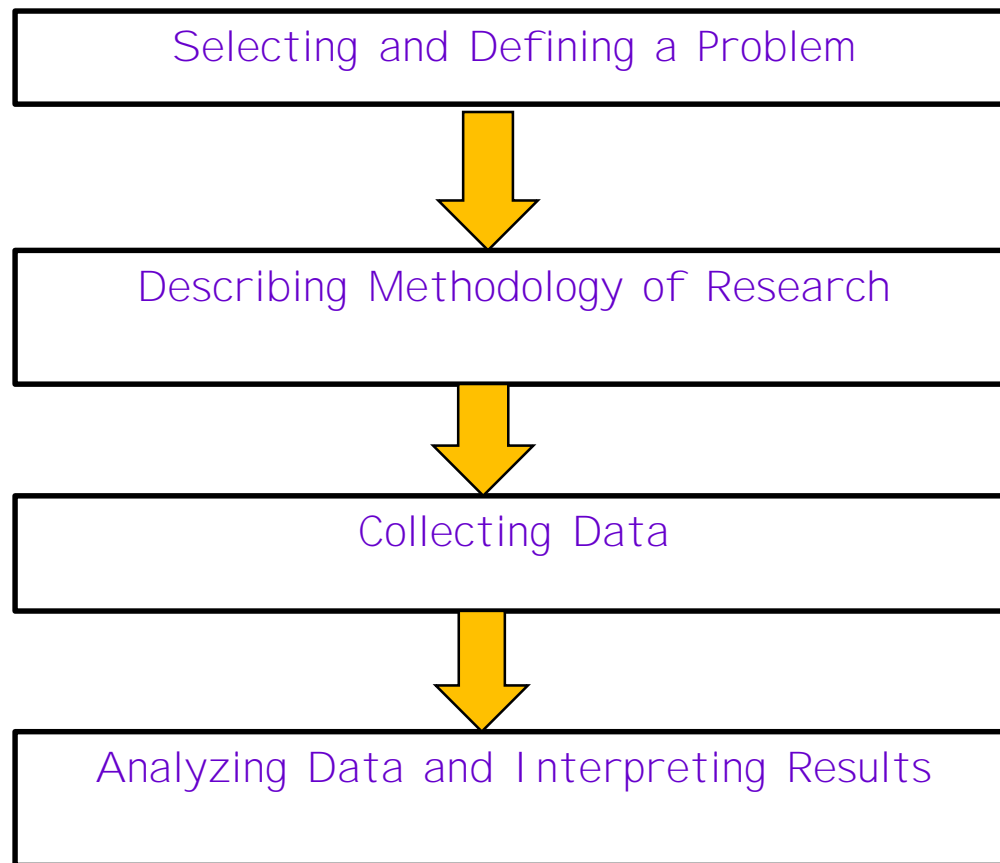 Selecting and Defining a Problem
Describing Methodology of Research
Collecting Data
Analyzing Data and Interpreting Results